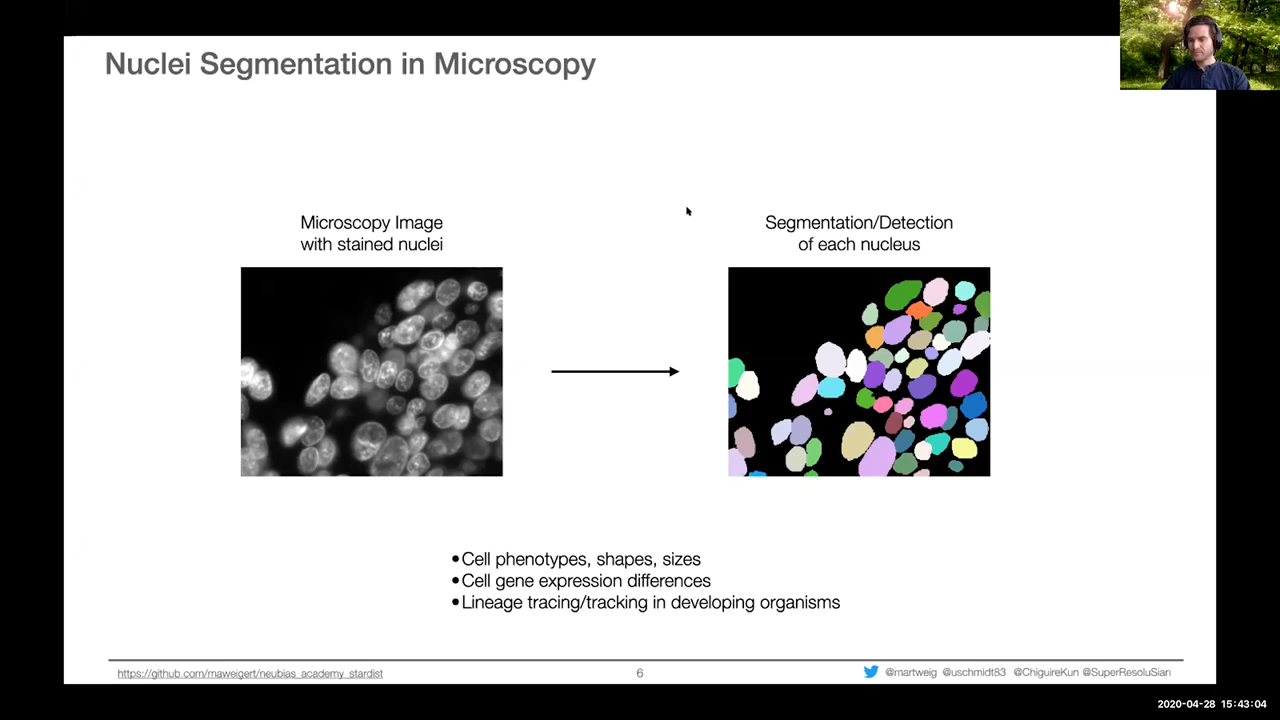 Nuclei Segmentation in Microscopy
Microscopy Image
with stained nuclei
Segmentation/Detection
of each nucleus
•Cell phenotypes, shapes, sizes
•Cell gene expression differences
•Lineage tracing/tracking in developing organisms
https://github.com/maweigert/neubias_academy_stardist
6
@martweig @uschmidt83 @ChiguireKun @SuperResoluSian
2020-04-28 15:43:04